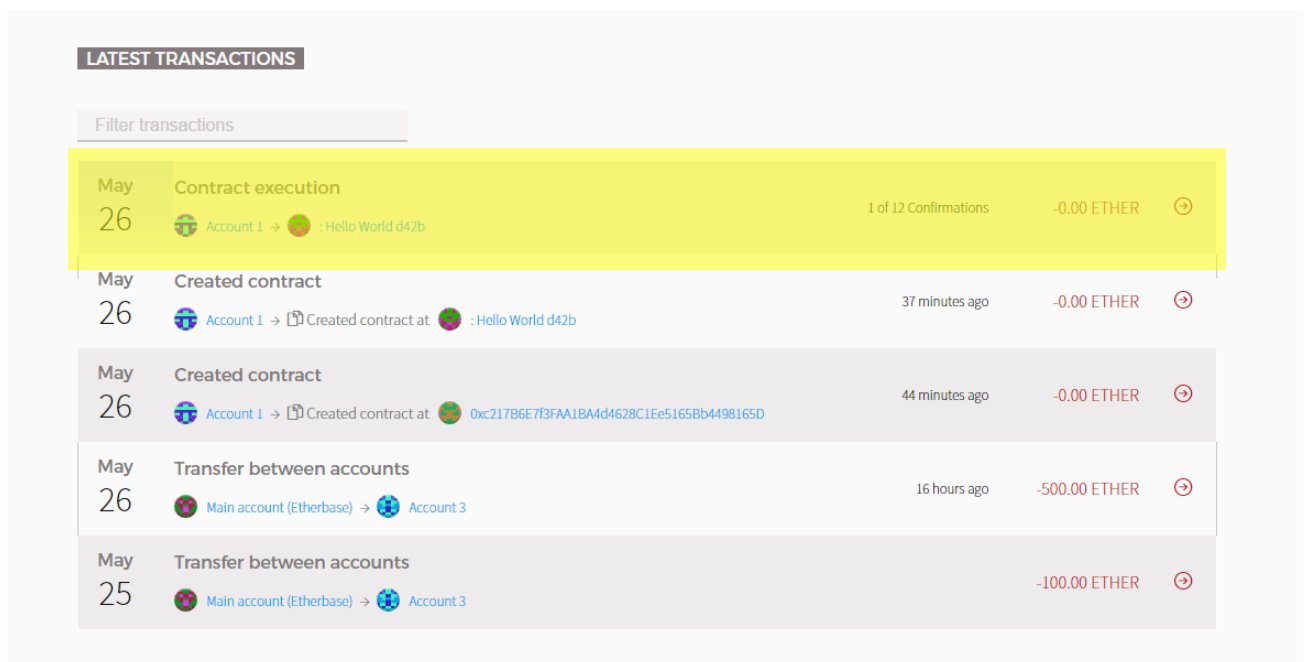 LATEST TRANSACTIONS
Filter transactions
May
26
Contract execution
Account 1 → : Hello World d42b
1 of 12 Confirmations
-0.00 ETHER
May
26
Created contract
Account 1 → Created contract at : Hello World d42b
37 minutes ago
-0.00 ETHER
May
26
Created contract
Account 1 → Created contract at 0xc217B6E7f3FAA1BA4d4628C1Ee5165Bb4498165D
44 minutes ago
-0.00 ETHER
May
26
Transfer between accounts
Main account (Etherbase) → Account 3
16 hours ago
-500.00 ETHER
May
25
Transfer between accounts
Main account (Etherbase) → Account 3
-100.00 ETHER